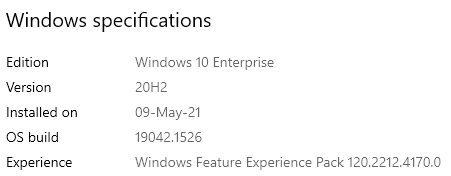 Windows specifications
Edition Windows 10 Enterprise
Version 20H2
Installed on 09-May-21
OS build 19042.1526
Experience Windows Feature Experience Pack 120.2212.4170.0